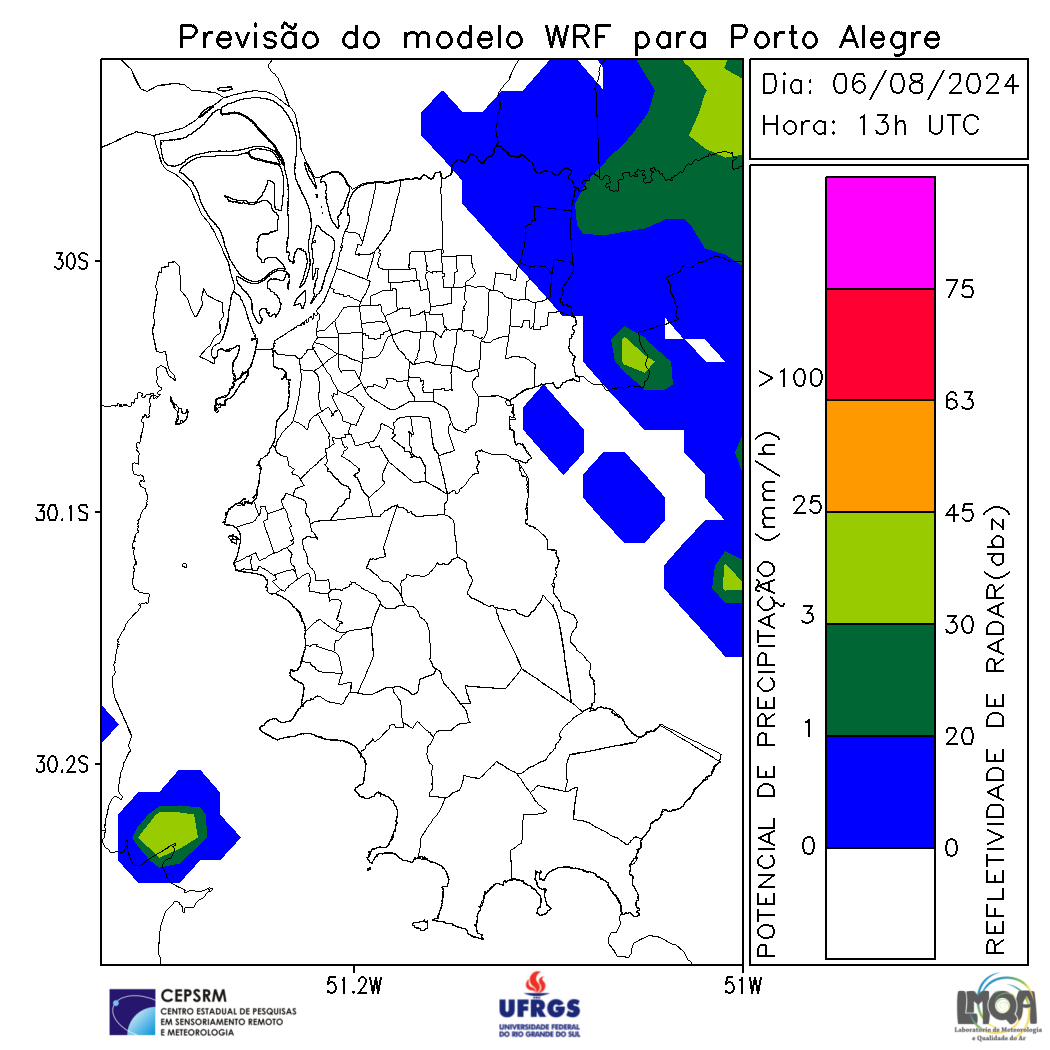 Previsão do modelo WRF para Porto Alegre
Dia: 06/08/2024
Hora: 13h UTC
30S
30.1S
30.2S
51.2W
51W
POTENCIAL DE PRECIPITAÇÃO (mm/h)
>100
25
3
1
0
75
63
45
30
20
0
REFLETIVIDADE DE RADAR(dbz)
CEPSRM
CENTRO ESTADUAL DE PESQUISAS
EM SENSORIAMENTO REMOTO
E METEOROLOGIA
UFRGS
UNIVERSIDADE FEDERAL
DO RIO GRANDE DO SUL
LMQA
Laboratório de Meteorologia
e Qualidade do Ar